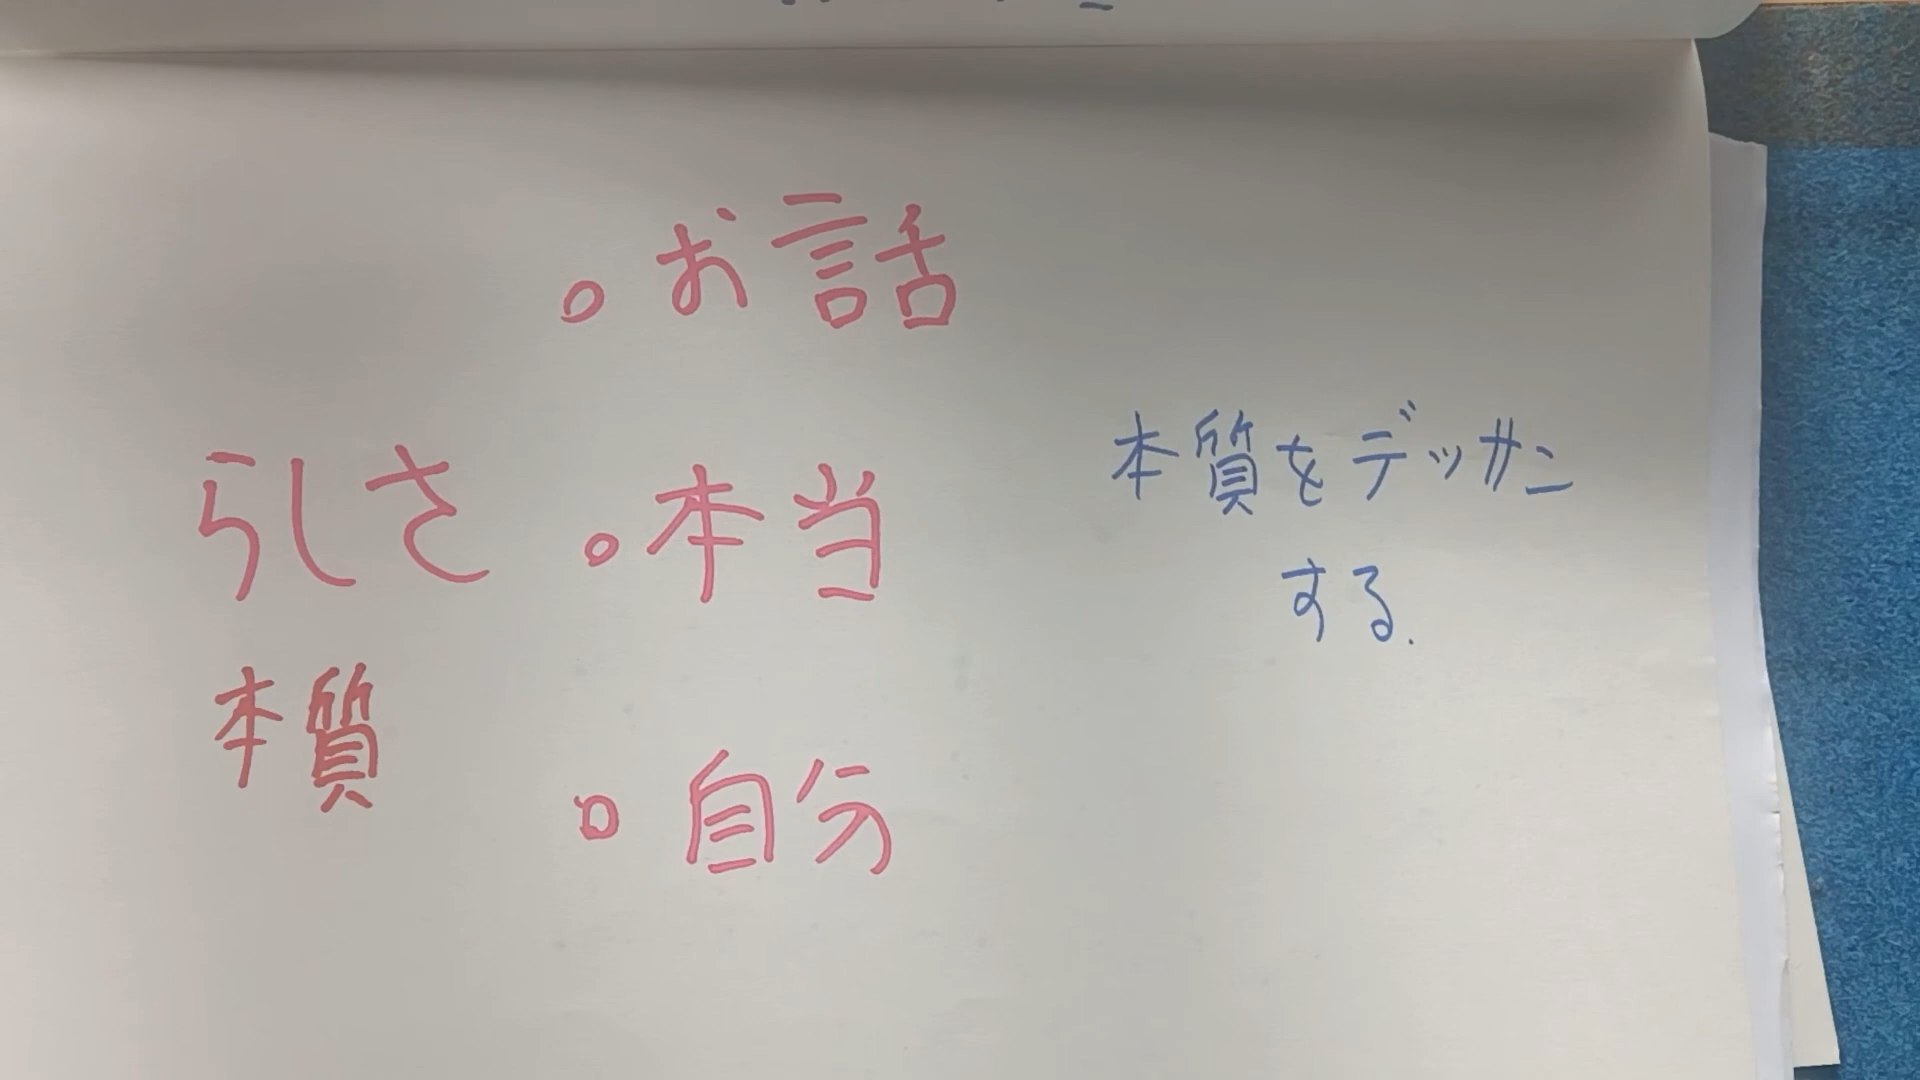 。お話
らしさ 。本当
本質
。自分
本質をデッサン
する.